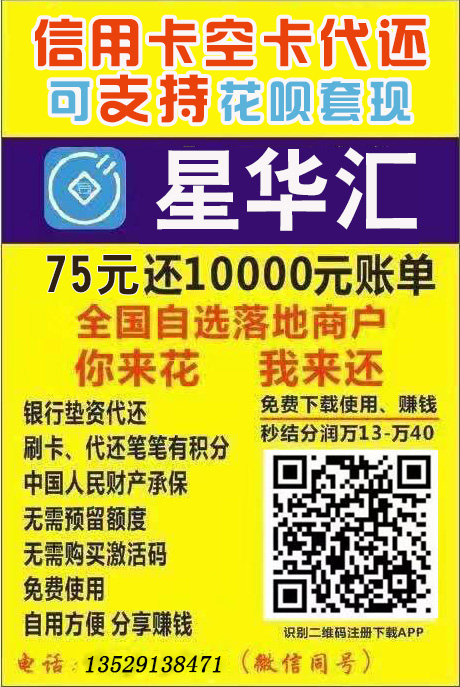 信用卡空卡代还
可支持花呗套现
星华汇
75元还10000元账单
全国自选落地商户
你来花 我来还
银行垫资代还
刷卡、代还笔笔有积分
中国人民财产承保
无需预留额度
无需购买激活码
免费使用
自用方便 分享赚钱
免费下载使用、赚钱
秒结分润万13-万40
识别二维码注册下载APP
电话:13529138471(微信同号)